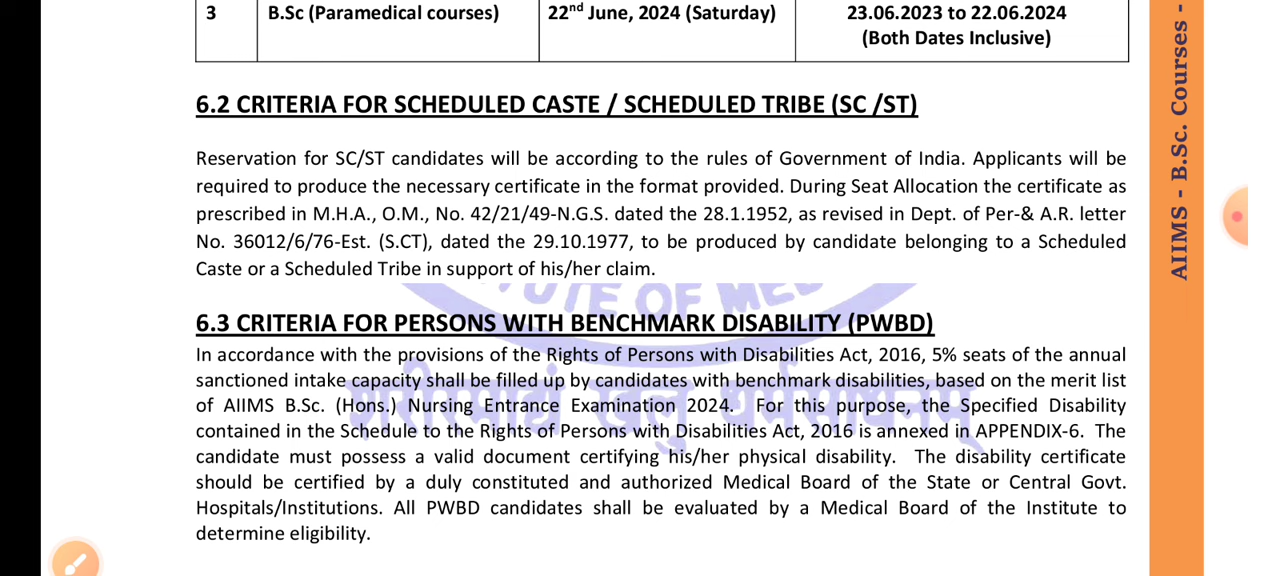 3 B.Sc (Paramedical courses) 22nd June, 2024 (Saturday) 23.06.2023 to 22.06.2024
(Both Dates Inclusive)
6.2 CRITERIA FOR SCHEDULED CASTE / SCHEDULED TRIBE (SC /ST)
Reservation for SC/ST candidates will be according to the rules of Government of India. Applicants will be
required to produce the necessary certificate in the format provided. During Seat Allocation the certificate as
prescribed in M.H.A., O.M., No. 42/21/49-N.G.S. dated the 28.1.1952, as revised in Dept. of Per-& A.R. letter
No. 36012/6/76-Est. (S.CT), dated the 29.10.1977, to be produced by candidate belonging to a Scheduled
Caste or a Scheduled Tribe in support of his/her claim.
6.3 CRITERIA FOR PERSONS WITH BENCHMARK DISABILITY (PWBD)
In accordance with the provisions of the Rights of Persons with Disabilities Act, 2016, 5% seats of the annual
sanctioned intake capacity shall be filled up by candidates with benchmark disabilities, based on the merit list
of AIIMS B.Sc. (Hons.) Nursing Entrance Examination 2024. For this purpose, the Specified Disability
contained in the Schedule to the Rights of Persons with Disabilities Act, 2016 is annexed in APPENDIX-6. The
candidate must possess a valid document certifying his/her physical disability. The disability certificate
should be certified by a duly constituted and authorized Medical Board of the State or Central Govt.
Hospitals/Institutions. All PWBD candidates shall be evaluated by a Medical Board of the Institute to
determine eligibility.
AIIMS - B.Sc. Courses -
OF